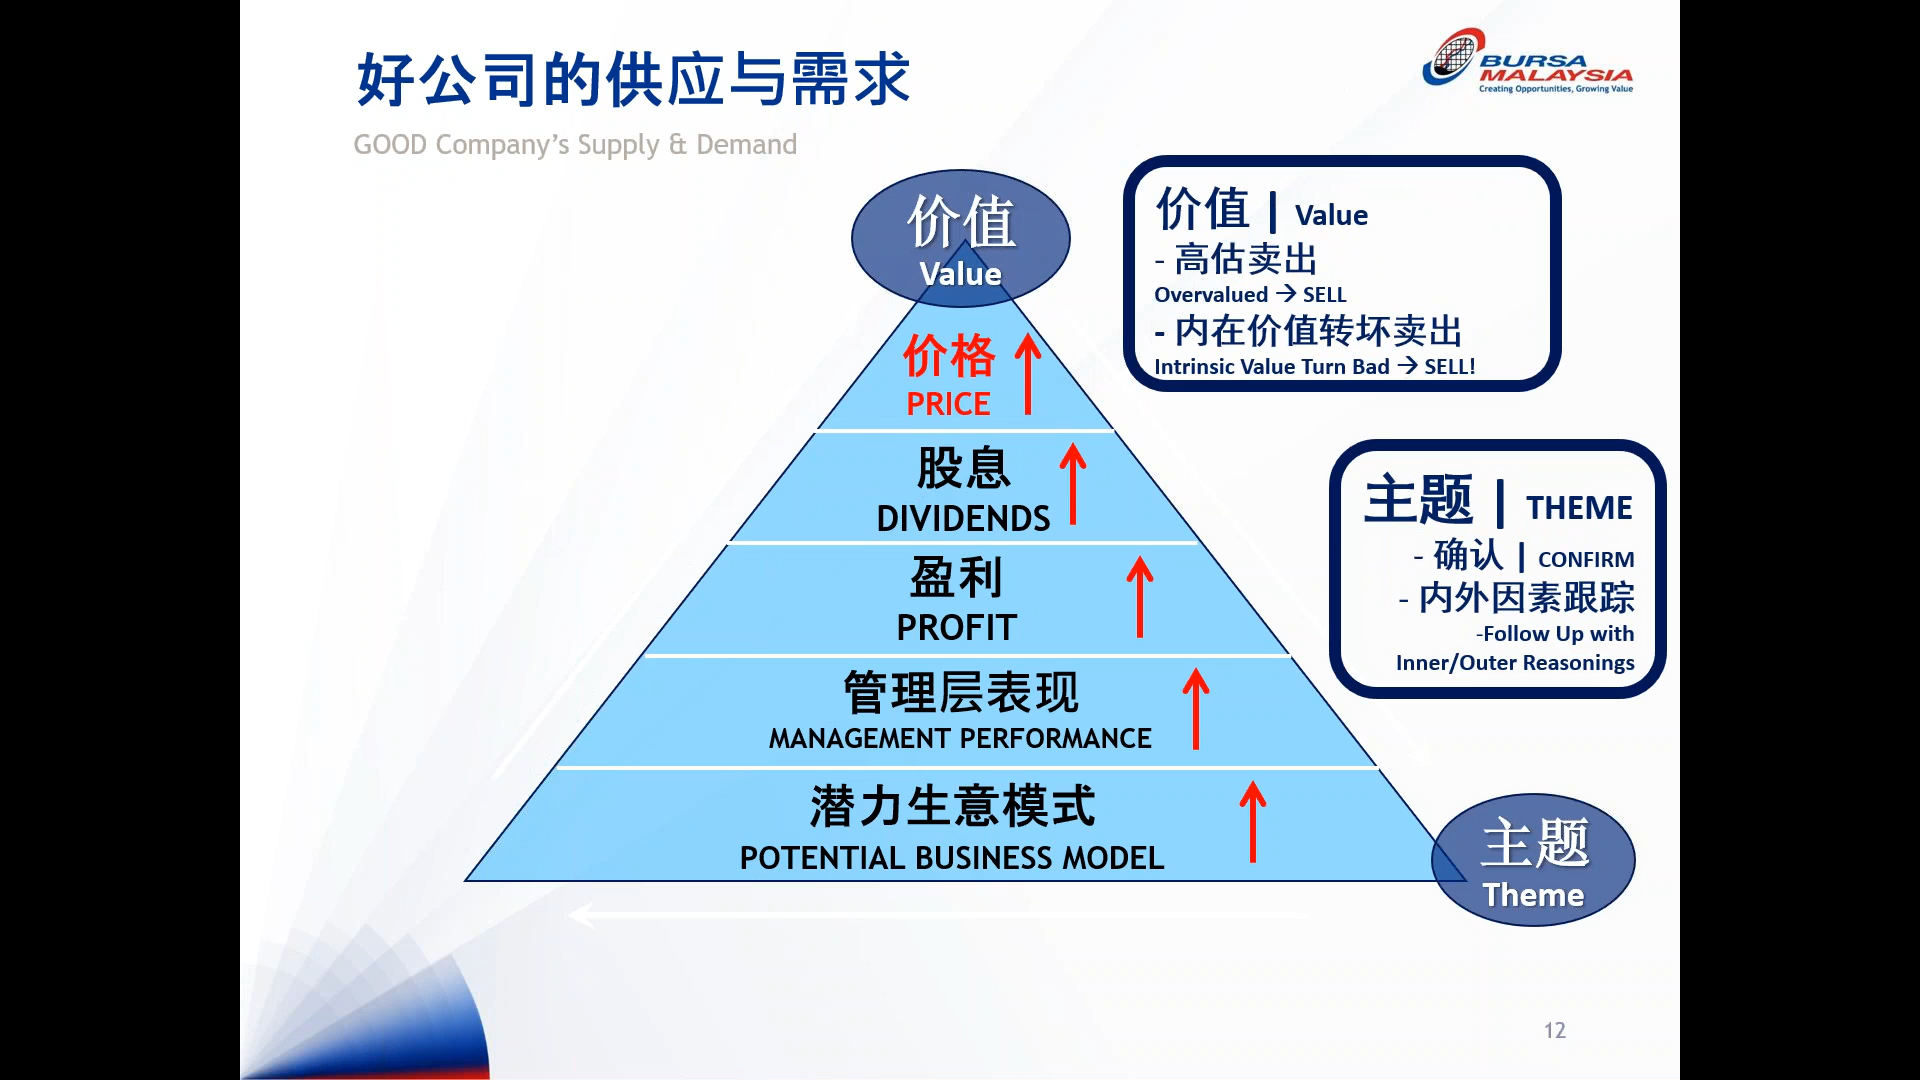 好公司的供应与需求
GOOD Company’s Supply & Demand
BURSA
MALAYSIA
Creating Opportunities, Growing Value
价值
Value
价格
PRICE
股息
DIVIDENDS
盈利
PROFIT
管理层表现
MANAGEMENT PERFORMANCE
潜力生意模式
POTENTIAL BUSINESS MODEL
价值 | Value
- 高估卖出
Overvalued → SELL
- 内在价值转坏卖出
Intrinsic Value Turn Bad → SELL!
主题 | THEME
- 确认 | CONFIRM
- 内外因素跟踪
-Follow Up with
Inner/Outer Reasonings
主题
Theme
12